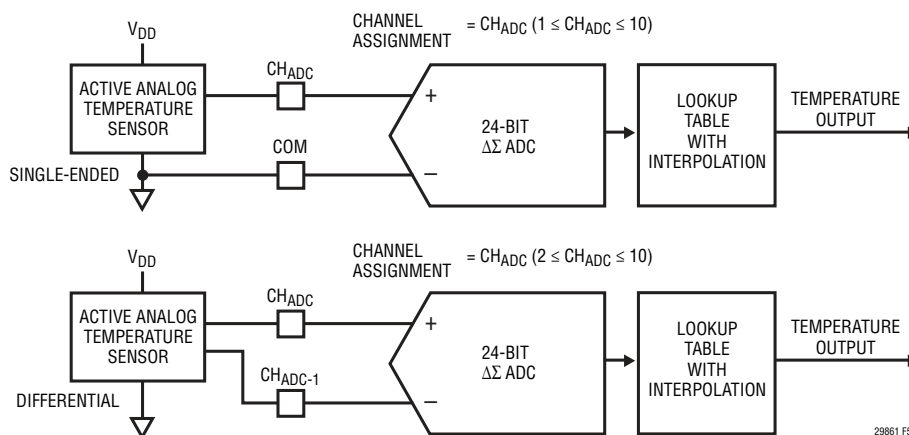 CHANNEL
ASSIGNMENT = CH_ADC (1 ≤ CH_ADC ≤ 10)
V_DD
ACTIVE ANALOG
TEMPERATURE
SENSOR
CH_ADC
+
24-BIT
ΔΣ ADC
LOOKUP
TABLE
WITH
INTERPOLATION
TEMPERATURE
OUTPUT
COM
–
SINGLE-ENDED
CHANNEL
ASSIGNMENT = CH_ADC (2 ≤ CH_ADC ≤ 10)
V_DD
ACTIVE ANALOG
TEMPERATURE
SENSOR
CH_ADC
+
24-BIT
ΔΣ ADC
LOOKUP
TABLE
WITH
INTERPOLATION
TEMPERATURE
OUTPUT
CH_ADC-1
–
DIFFERENTIAL